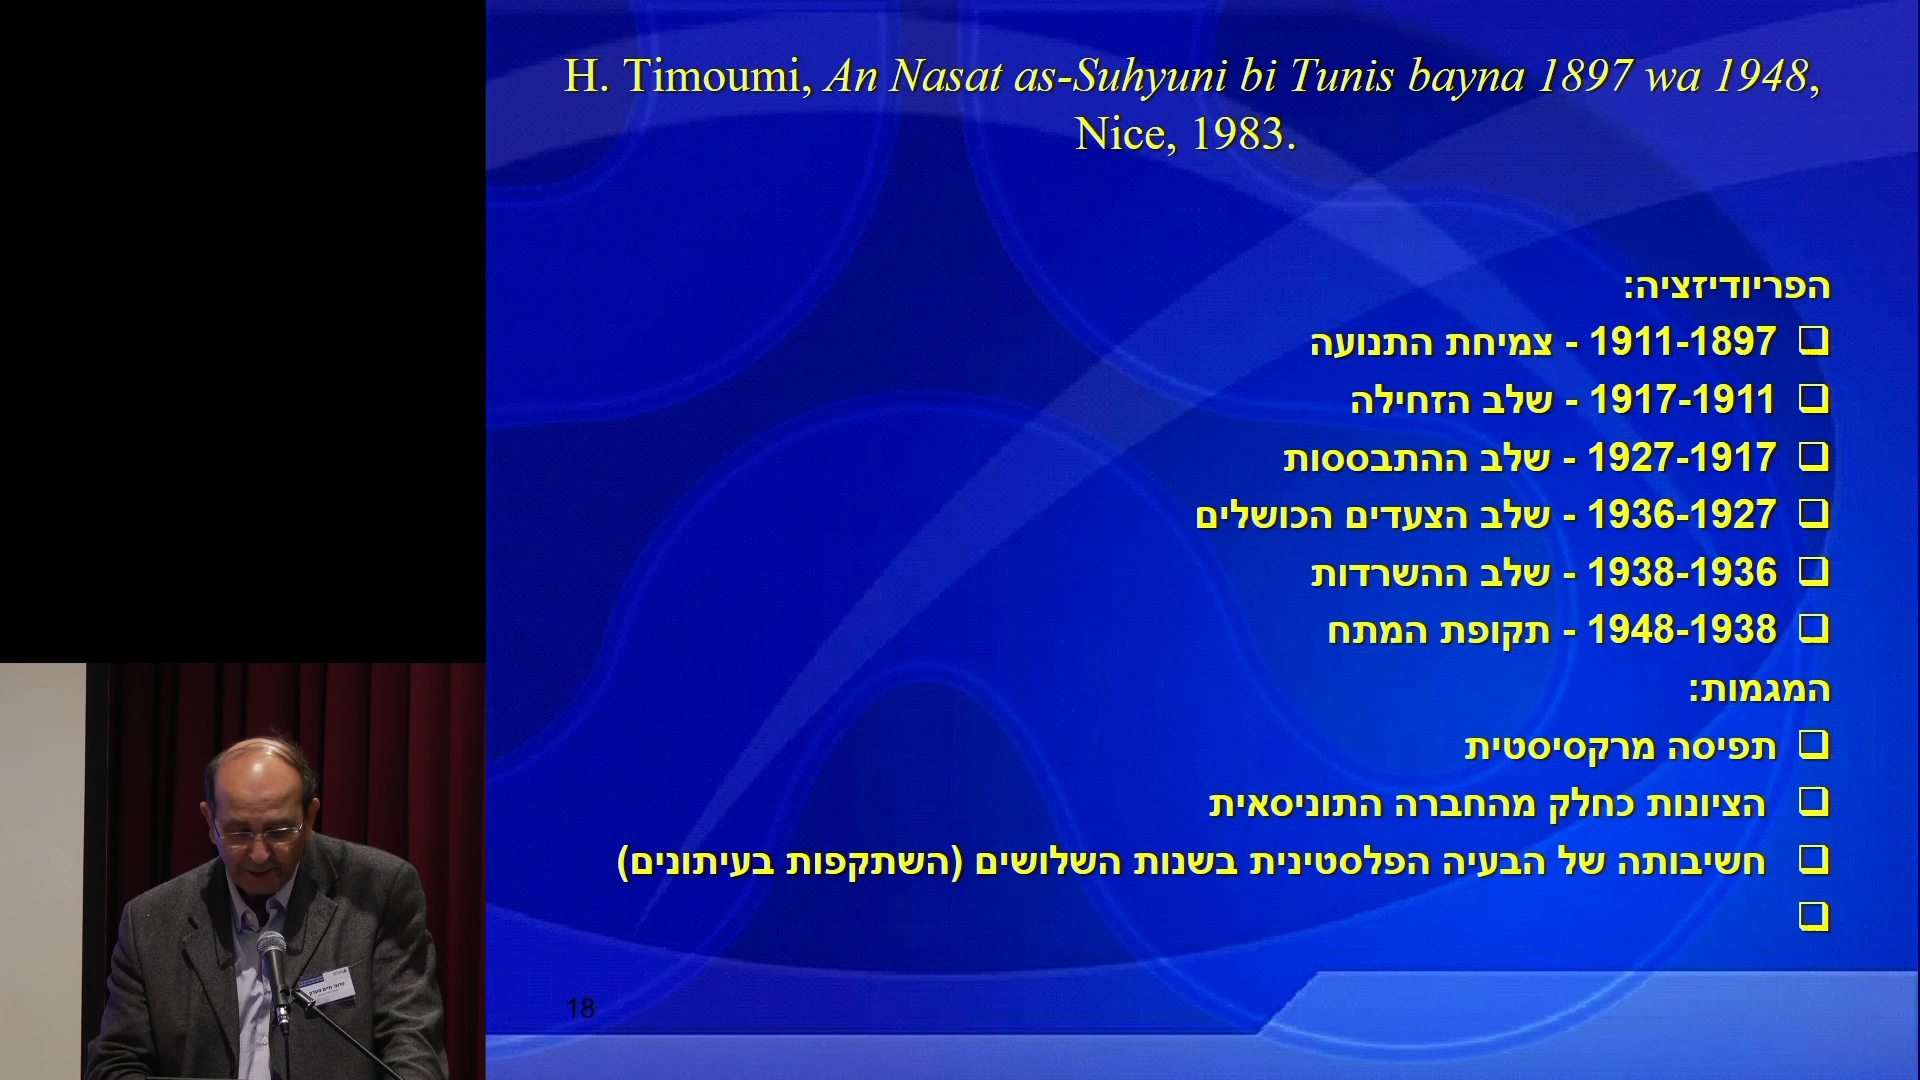 H. Timoumi, An Nasat as-Suhyuni bi Tunis bayna 1897 wa 1948,
Nice, 1983.
הפריודיזציה:
1911-1897 - צמיחת התנועה
1917-1911 - שלב הזחילה
1927-1917 - שלב ההתבססות
1936-1927 - שלב הצעדים הכושלים
1938-1936 - שלב ההשרדות
1948-1938 - תקופת המתח
המגמות:
תפיסה מרקסיסטית
הציונות כחלק מהחברה התוניסאית
חשיבותה של הבעיה הפלסטינית בשנות השלושים (השתקפות בעיתונים)
18